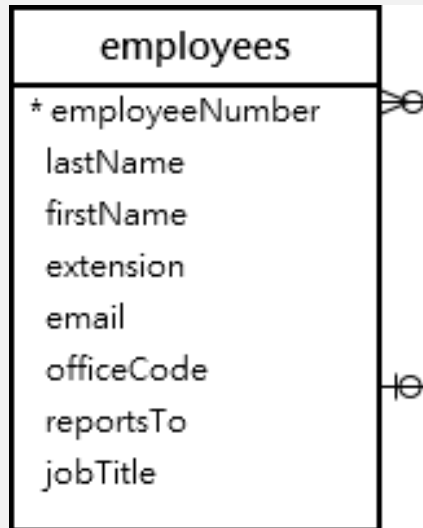 employees
* employeeNumber
lastName
firstName
extension
email
officeCode
reportsTo
jobTitle